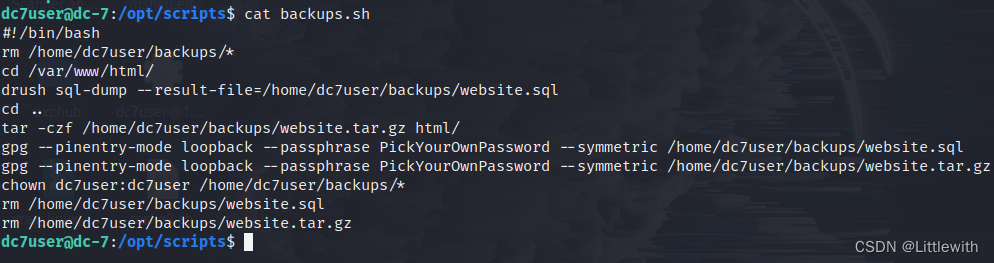 dc7user@dc-7:/opt/scripts$ cat backups.sh
#!/bin/bash
rm /home/dc7user/backups/*
cd /var/www/html/
drush sql-dump --result-file=/home/dc7user/backups/website.sql
cd ..
tar -czf /home/dc7user/backups/website.tar.gz html/
gpg --pinentry-mode loopback --passphrase PickYourOwnPassword --symmetric /home/dc7user/backups/website.sql
gpg --pinentry-mode loopback --passphrase PickYourOwnPassword --symmetric /home/dc7user/backups/website.tar.gz
chown dc7user:dc7user /home/dc7user/backups/*
rm /home/dc7user/backups/website.sql
rm /home/dc7user/backups/website.tar.gz
dc7user@dc-7:/opt/scripts$
CSDN @Littlewith